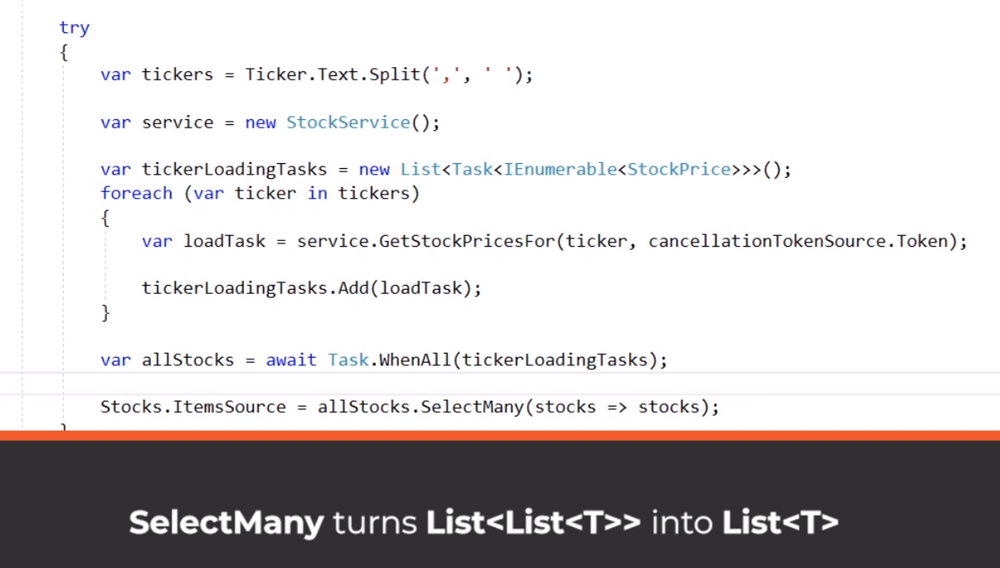 try
{
var tickers = Ticker.Text.Split(',', ' ');
var service = new StockService();
var tickerLoadingTasks = new List<Task<IEnumerable<StockPrice>>>();
foreach (var ticker in tickers)
{
var loadTask = service.GetStockPricesFor(ticker, cancellationTokenSource.Token);
tickerLoadingTasks.Add(loadTask);
}
var allStocks = await Task.WhenAll(tickerLoadingTasks);
Stocks.ItemsSource = allStocks.SelectMany(stocks => stocks);
SelectMany turns List<List<T>> into List<T>